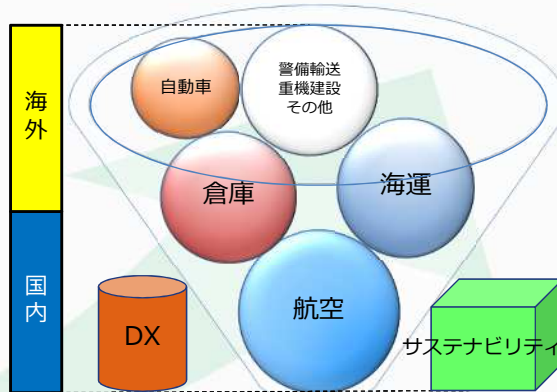 海外
自動車
警備輸送
重機建設
その他
倉庫
海運
国内
航空
DX
サステナビリティ